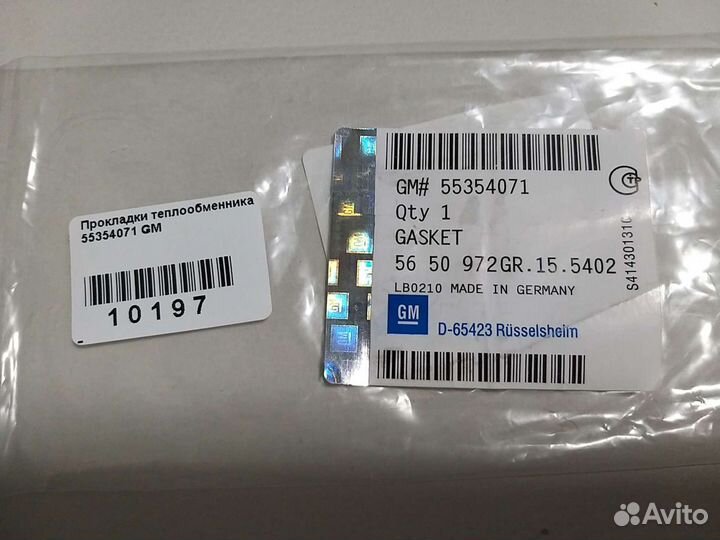 Прокладки теплообменника
55354071 GM
10197
GM# 55354071
Qty 1
GASKET
56 50 972GR.15.5402
LB0210 MADE IN GERMANY
GM
D-65423 Rüsselsheim
S414301310
Avito